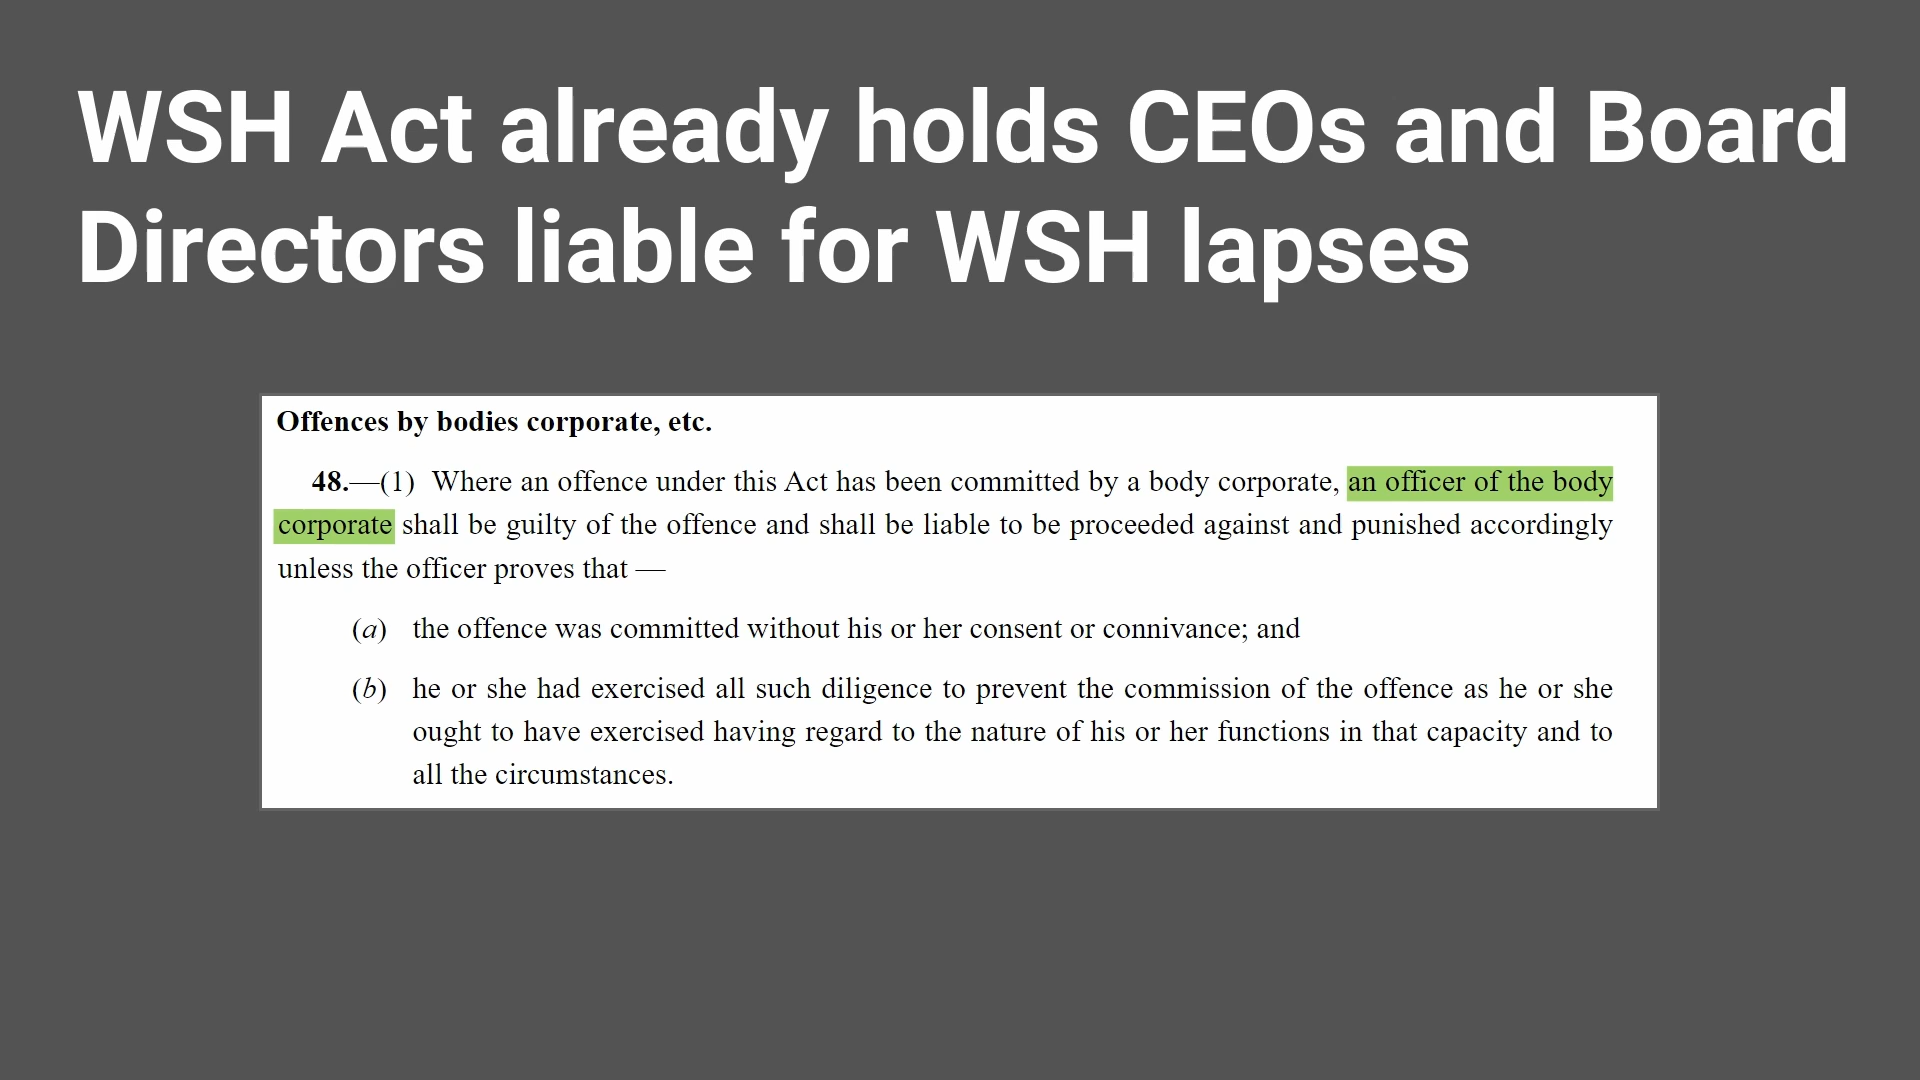 WSH Act already holds CEOs and Board
Directors liable for WSH lapses
Offences by bodies corporate, etc.
48.—(1) Where an offence under this Act has been committed by a body corporate, an officer of the body
corporate shall be guilty of the offence and shall be liable to be proceeded against and punished accordingly
unless the officer proves that —
(a) the offence was committed without his or her consent or connivance; and
(b) he or she had exercised all such diligence to prevent the commission of the offence as he or she
ought to have exercised having regard to the nature of his or her functions in that capacity and to
all the circumstances.